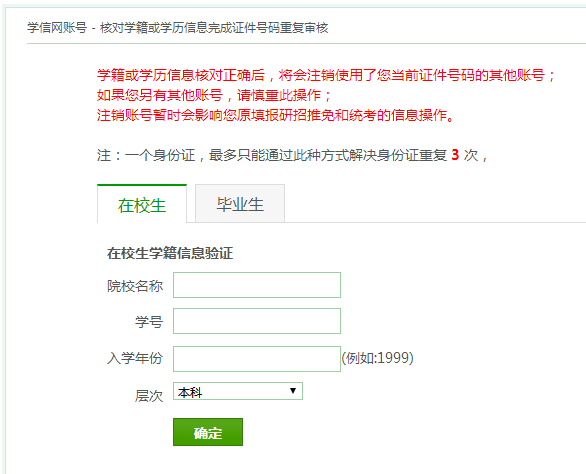 学信网账号 - 核对学籍或学历信息完成证件号码重复审核
学籍或学历信息核对正确后，将会注销使用了您当前证件号码的其他账号；
如果您另有其他账号，请慎重此操作；
注销账号暂时会影响您原填报研招推免和统考的信息操作。
注：一个身份证，最多只能通过此种方式解决身份证重复 3 次，
在校生 毕业生
在校生学籍信息验证
院校名称
学号
入学年份 (例如:1999)
层次 本科
确定